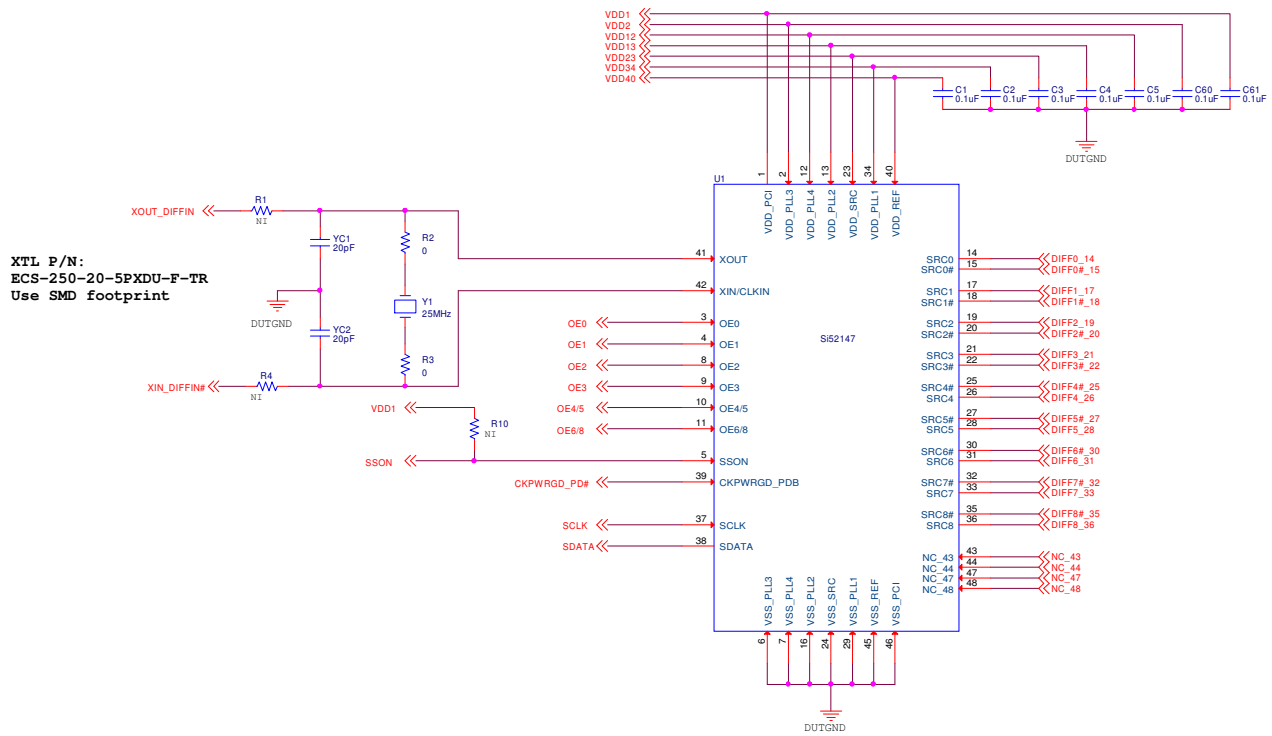 VDD1
VDD2
VDD12
VDD13
VDD23
VDD34
VDD40
C1
0.1uF
C2
0.1uF
C3
0.1uF
C4
0.1uF
C5
0.1uF
C60
0.1uF
C61
0.1uF
DUTGND
U1
1
2
12
13
23
34
40
VDD_PCI
VDD_PLL3
VDD_PLL4
VDD_PLL2
VDD_SRC
VDD_PLL1
VDD_REF
XOUT_DIFFIN
R1
NI
YC1
20pF
R2
0
XTL P/N:
ECS-250-20-5PXDU-F-TR
Use SMD footprint
DUTGND
Y1
25MHz
YC2
20pF
R3
0
XIN_DIFFIN#
R4
NI
VDD1
R10
NI
41
XOUT
42
XIN/CLKIN
OE0
3
OE0
OE1
4
OE1
OE2
8
OE2
OE3
9
OE3
OE4/5
10
OE4/5
OE6/8
11
OE6/8
SSON
5
SSON
CKPWRGD_PD#
39
CKPWRGD_PDB
SCLK
37
SCLK
SDATA
38
SDATA
Si52147
SRC0
14
DIFF0_14
SRC0#
15
DIFF0#_15
SRC1
17
DIFF1_17
SRC1#
18
DIFF1#_18
SRC2
19
DIFF2_19
SRC2#
20
DIFF2#_20
SRC3
21
DIFF3_21
SRC3#
22
DIFF3#_22
SRC4#
25
DIFF4#_25
SRC4
26
DIFF4_26
SRC5#
27
DIFF5#_27
SRC5
28
DIFF5_28
SRC6#
30
DIFF6#_30
SRC6
31
DIFF6_31
SRC7#
32
DIFF7#_32
SRC7
33
DIFF7_33
SRC8#
35
DIFF8#_35
SRC8
36
DIFF8_36
NC_43
43
NC_43
NC_44
44
NC_44
NC_47
47
NC_47
NC_48
48
NC_48
VSS_PLL3
VSS_PLL4
VSS_PLL2
VSS_SRC
VSS_PLL1
VSS_REF
VSS_PCI
6
7
16
24
29
45
46
DUTGND